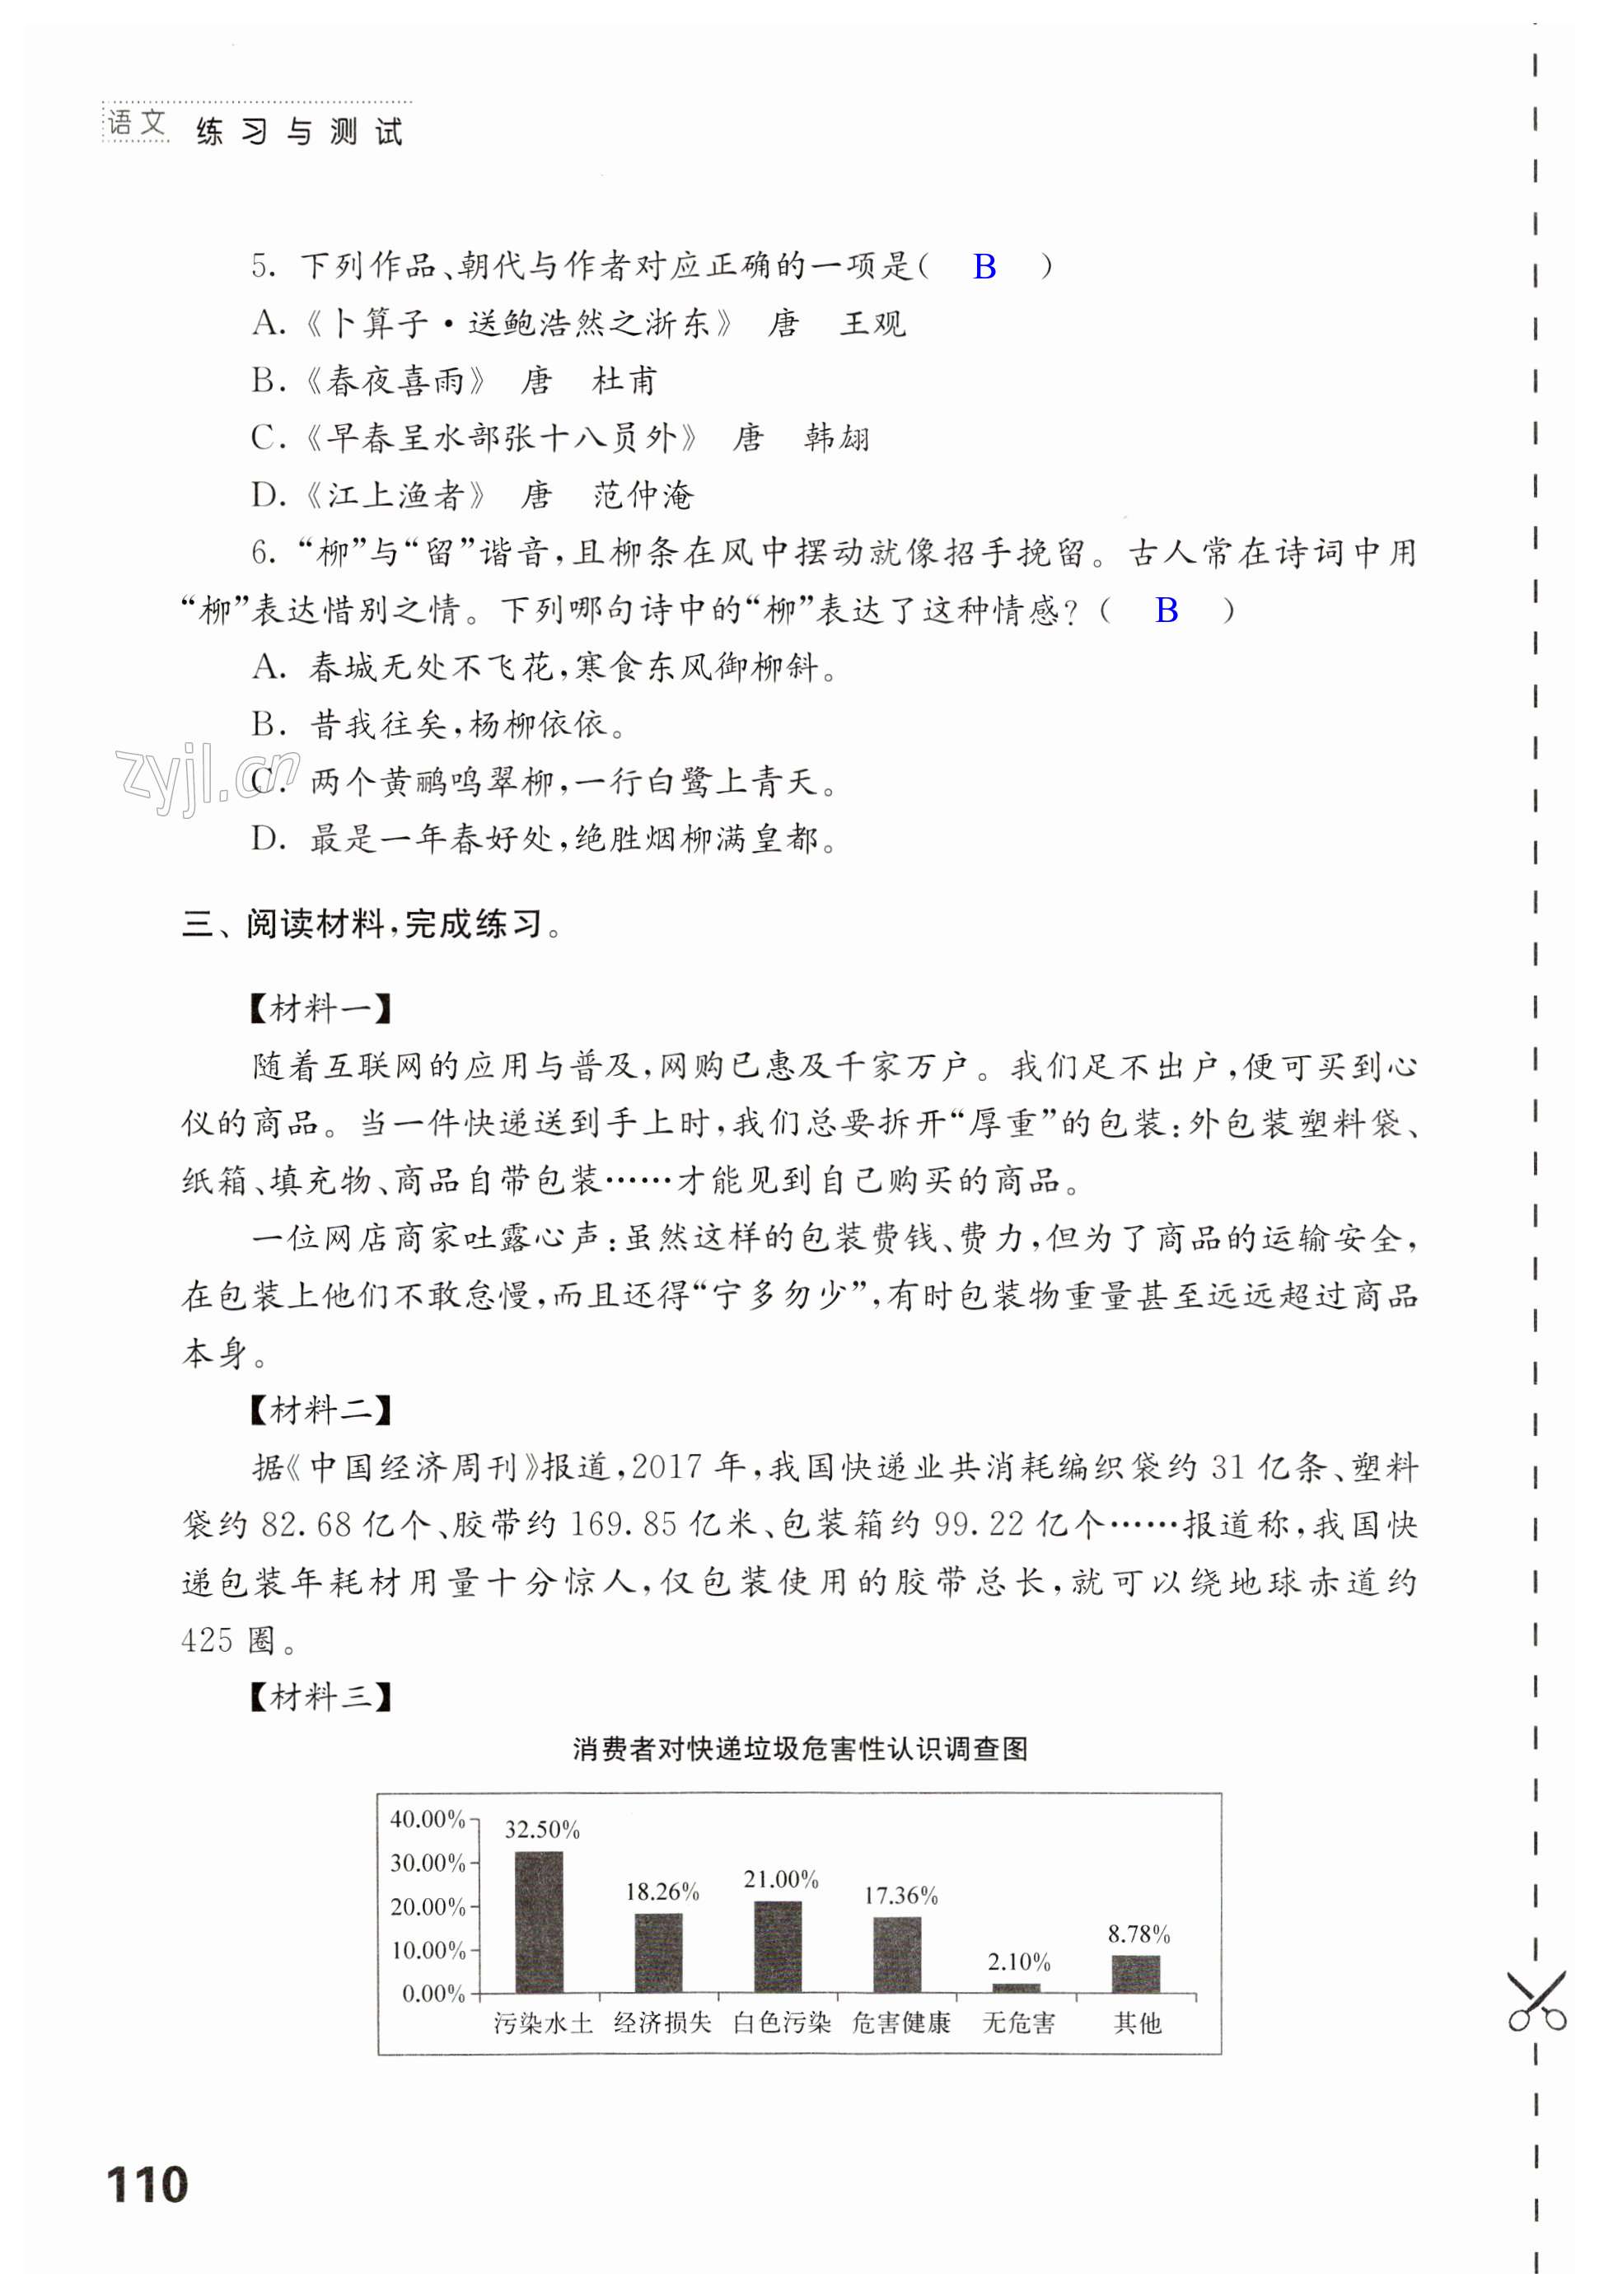 语文 练习与测试
5. 下列作品、朝代与作者对应正确的一项是( B )
A.《卜算子·送鲍浩然之浙东》 唐 王观
B.《春夜喜雨》 唐 杜甫
C.《早春呈水部张十八员外》 唐 韩翃
D.《江上渔者》 唐 范仲淹
6. “柳”与“留”谐音,且柳条在风中摆动就像招手挽留。古人常在诗词中用
“柳”表达惜别之情。下列哪句诗中的“柳”表达了这种情感?( B )
A. 春城无处不飞花,寒食东风御柳斜。
B. 昔我往矣,杨柳依依。
zyjl.cn
C. 两个黄鹂鸣翠柳,一行白鹭上青天。
D. 最是一年春好处,绝胜烟柳满皇都。
三、阅读材料,完成练习。
【材料一】
随着互联网的应用与普及,网购已惠及千家万户。我们足不出户,便可买到心
仪的商品。当一件快递送到手上时,我们总要拆开“厚重”的包装:外包装塑料袋、
纸箱、填充物、商品自带包装……才能见到自己购买的商品。
一位网店商家吐露心声:虽然这样的包装费钱、费力,但为了商品的运输安全,
在包装上他们不敢怠慢,而且还得“宁多勿少”,有时包装物重量甚至远远超过商品
本身。
【材料二】
据《中国经济周刊》报道,2017年,我国快递业共消耗编织袋约31亿条、塑料
袋约82.68亿个、胶带约169.85亿米、包装箱约99.22亿个……报道称,我国快
递包装年耗材用量十分惊人,仅包装使用的胶带总长,就可以绕地球赤道约
425圈。
【材料三】
消费者对快递垃圾危害性认识调查图
40.00%
30.00%
20.00%
10.00%
0.00%
32.50%
18.26%
21.00%
17.36%
2.10%
8.78%
污染水土 经济损失 白色污染 危害健康 无危害 其他
110